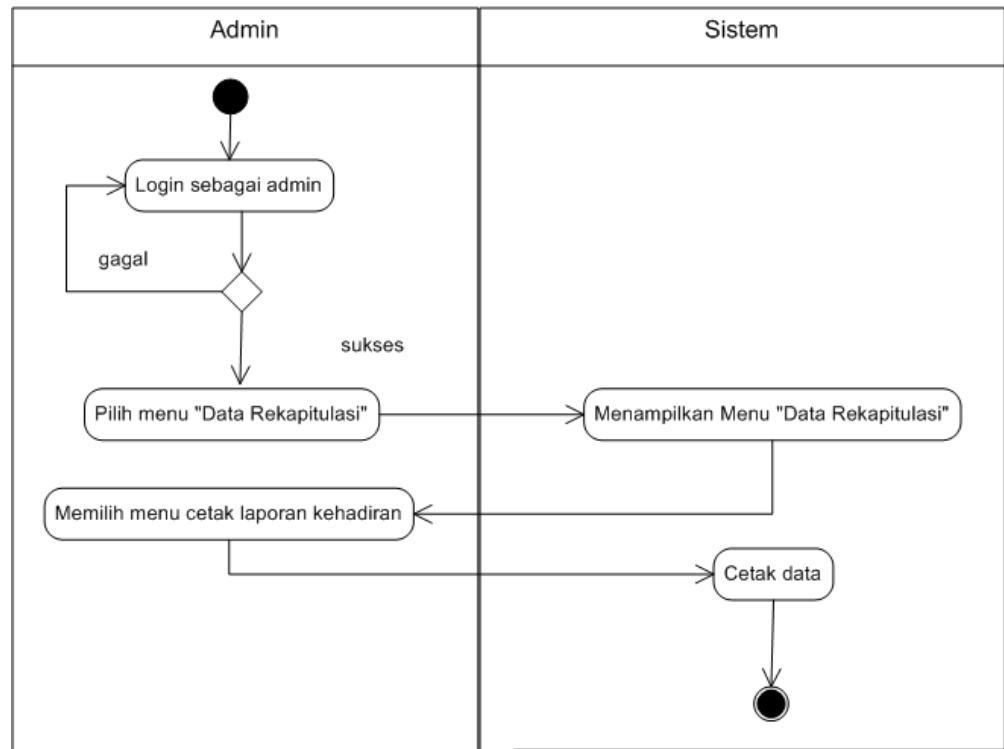 Admin
Sistem
Login sebagai admin
gagal
sukses
Pilih menu "Data Rekapitulasi"
Menampilkan Menu "Data Rekapitulasi"
Memilih menu cetak laporan kehadiran
Cetak data